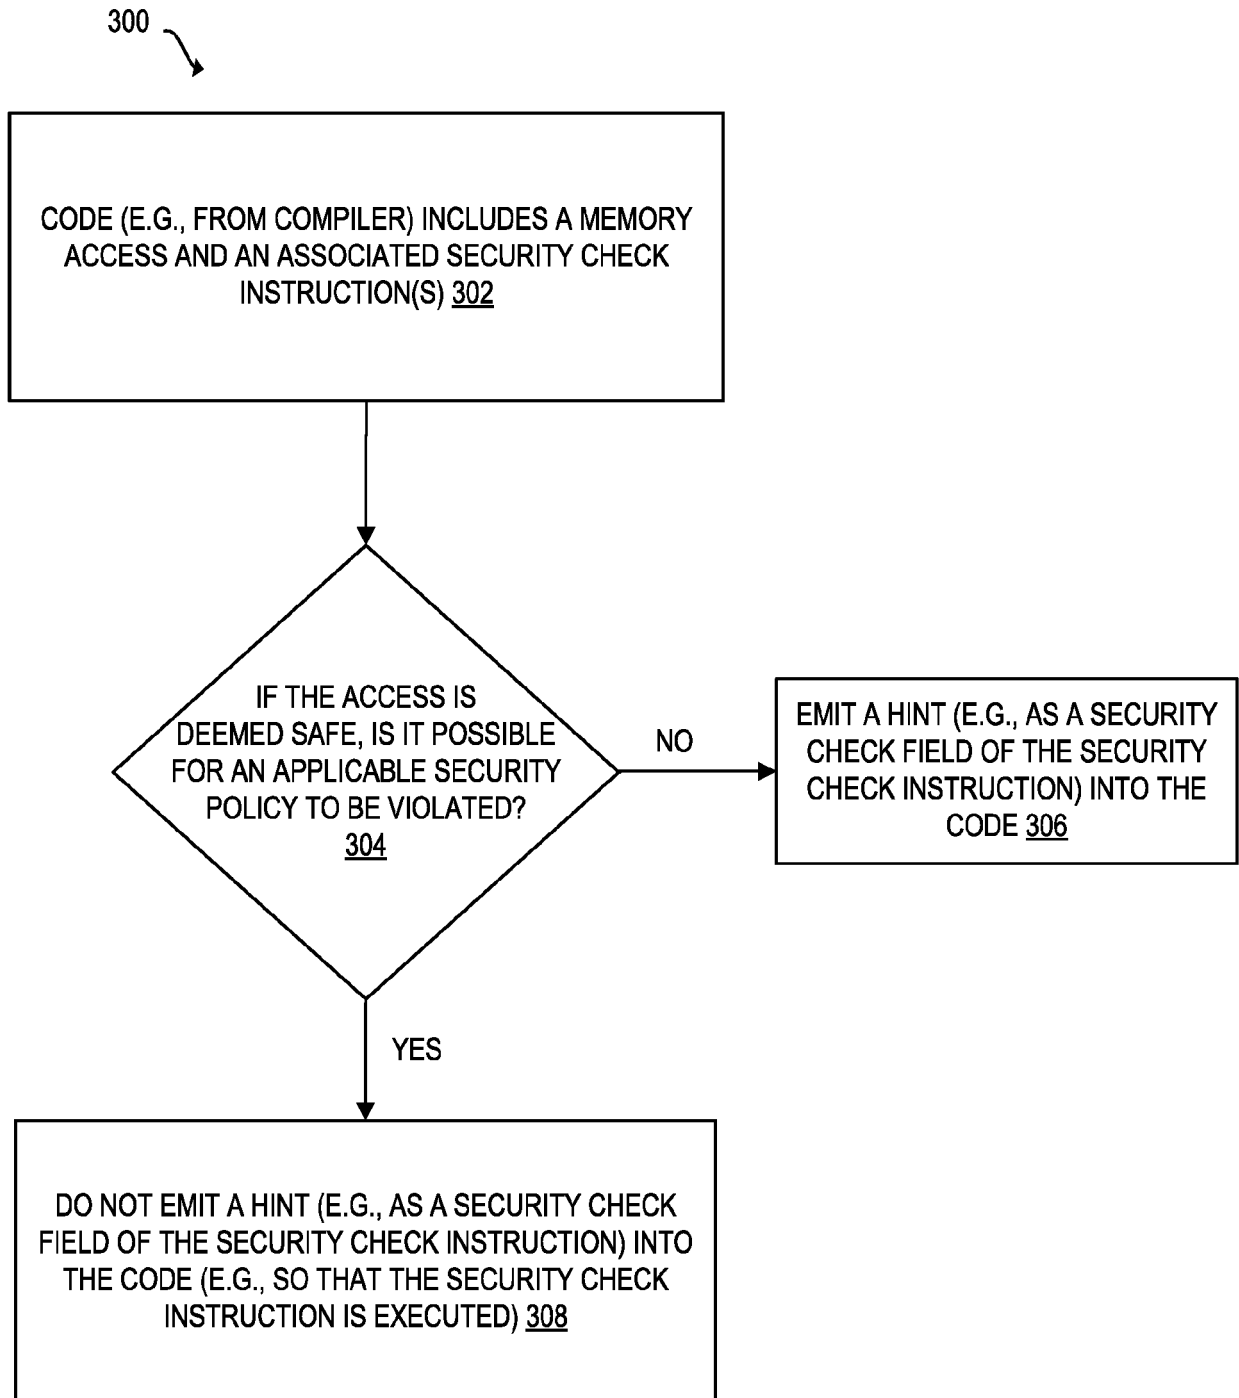 300
CODE (E.G., FROM COMPILER) INCLUDES A MEMORY
ACCESS AND AN ASSOCIATED SECURITY CHECK
INSTRUCTION(S) 302
IF THE ACCESS IS
DEEMED SAFE, IS IT POSSIBLE
FOR AN APPLICABLE SECURITY
POLICY TO BE VIOLATED?
304
NO
EMIT A HINT (E.G., AS A SECURITY
CHECK FIELD OF THE SECURITY
CHECK INSTRUCTION) INTO THE
CODE 306
YES
DO NOT EMIT A HINT (E.G., AS A SECURITY CHECK
FIELD OF THE SECURITY CHECK INSTRUCTION) INTO
THE CODE (E.G., SO THAT THE SECURITY CHECK
INSTRUCTION IS EXECUTED) 308